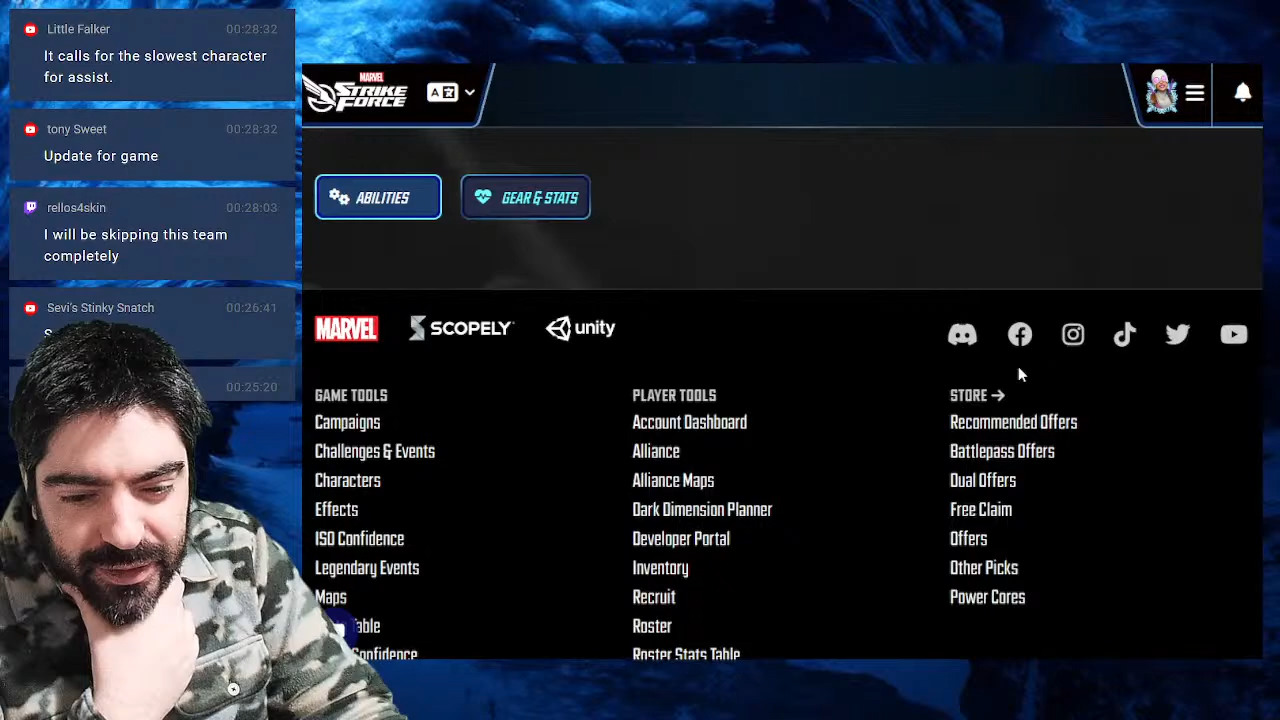 Little Falker 00:28:32
It calls for the slowest character
for assist.
tony Sweet 00:28:32
Update for game
rellos4skin 00:28:03
I will be skipping this team
completely
Sevi's Stinky Snatch 00:26:41
00:25:20
MARVEL
STRIKE
FORCE
A
ABILITIES
GEAR & STATS
MARVEL
SCOPELY
unity
GAME TOOLS
Campaigns
Challenges & Events
Characters
Effects
ISO Confidence
Legendary Events
Maps
PLAYER TOOLS
Account Dashboard
Alliance
Alliance Maps
Dark Dimension Planner
Developer Portal
Inventory
Recruit
Roster
Roster Stats Table
STORE →
Recommended Offers
Battlepass Offers
Dual Offers
Free Claim
Offers
Other Picks
Power Cores